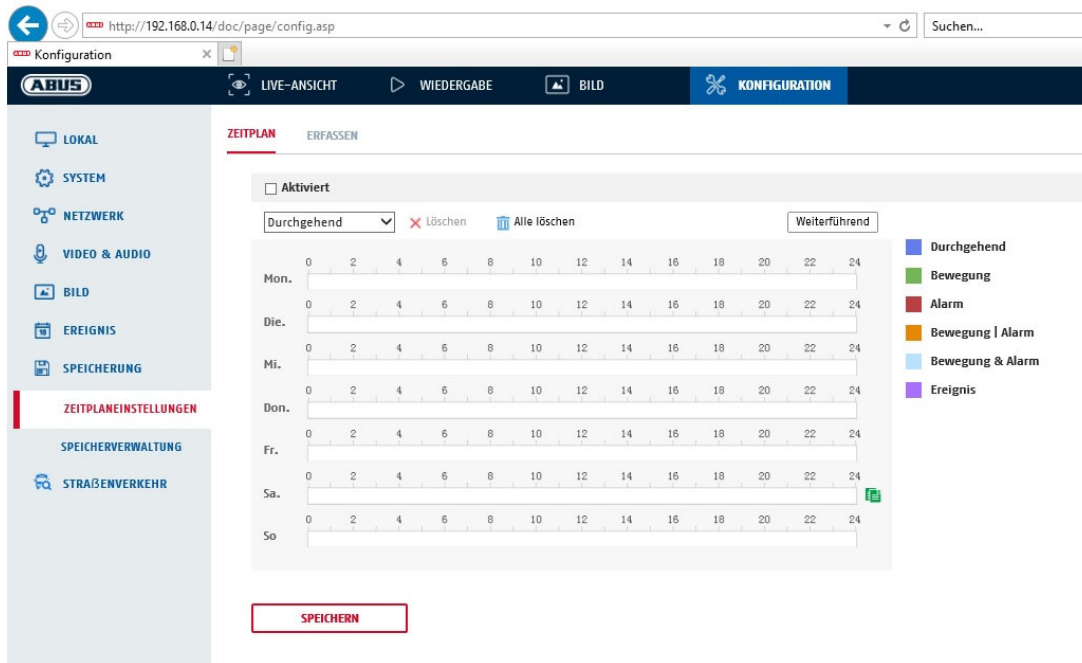 http://192.168.0.14/doc/page/config.asp
Suchen...
Konfiguration
ABUS
LIVE-ANSICHT
WIEDERGABE
BILD
KONFIGURATION
LOKAL
SYSTEM
NETZWERK
VIDEO & AUDIO
BILD
EREIGNIS
SPEICHERUNG
ZEITPLANEINSTELLUNGEN
SPEICHERVERWALTUNG
STRAßENVERKEHR
ZEITPLAN
ERFASSEN
Aktiviert
Durchgehend
Löschen
Alle löschen
Weiterführend
0 2 4 6 8 10 12 14 16 18 20 22 24
Mon.
0 2 4 6 8 10 12 14 16 18 20 22 24
Die.
0 2 4 6 8 10 12 14 16 18 20 22 24
Mi.
0 2 4 6 8 10 12 14 16 18 20 22 24
Don.
0 2 4 6 8 10 12 14 16 18 20 22 24
Fr.
0 2 4 6 8 10 12 14 16 18 20 22 24
Sa.
0 2 4 6 8 10 12 14 16 18 20 22 24
So
Durchgehend
Bewegung
Alarm
Bewegung | Alarm
Bewegung & Alarm
Ereignis
SPEICHERN